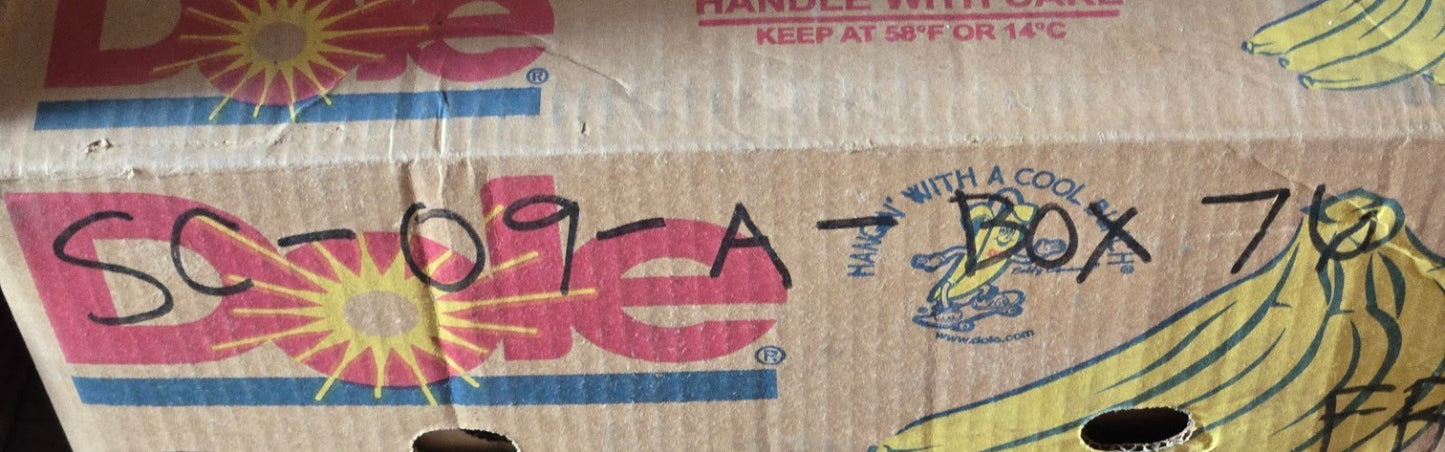 Dole®
HANDLE WITH CARE
KEEP AT 58°F OR 14°C
SC-09-A-BOX 76
Dole®
HANGIN' WITH A COOL BUNCH®
www.dole.com